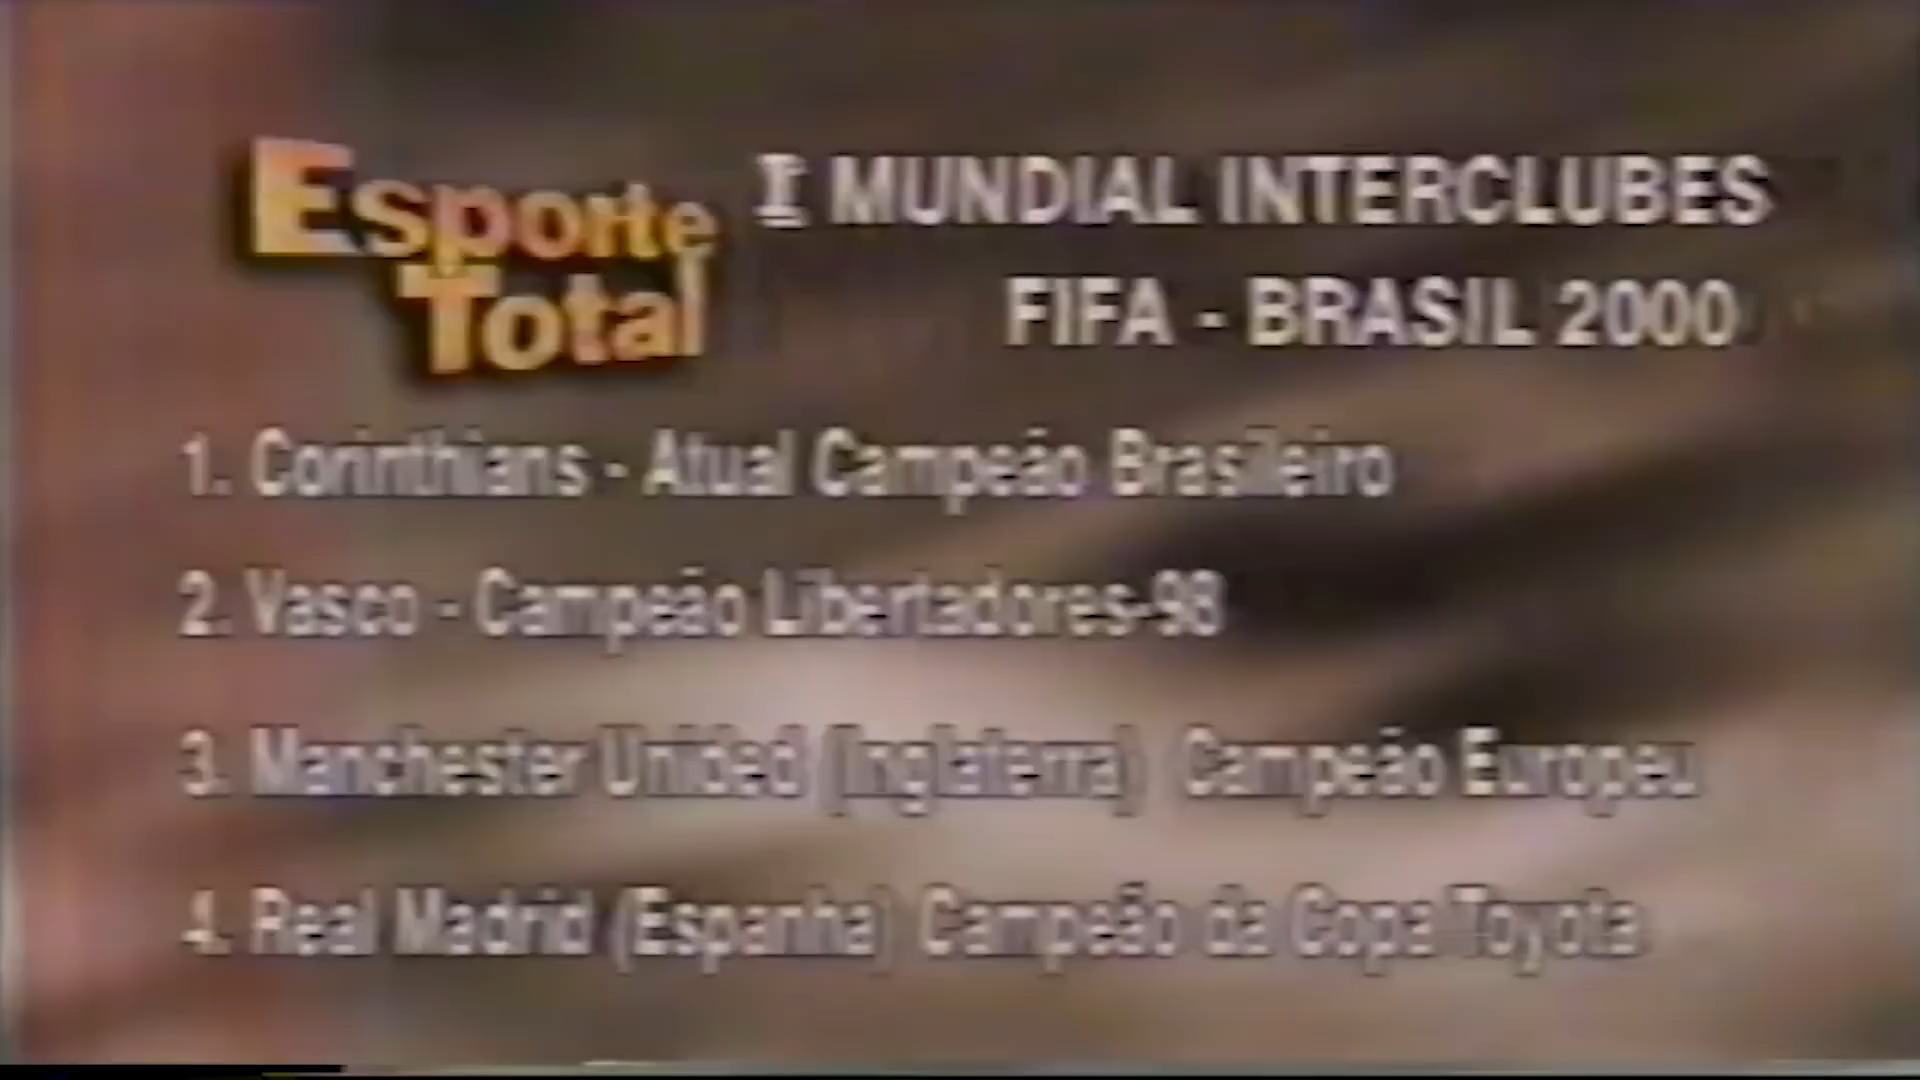 Esporte
Total
I MUNDIAL INTERCLUBES
FIFA - BRASIL 2000
1. Corinthians - Atual Campeão Brasileiro
2. Vasco - Campeão Libertadores-98
3. Manchester United (Inglaterra) Campeão Europeu
4. Real Madrid (Espanha) Campeão da Copa Toyota